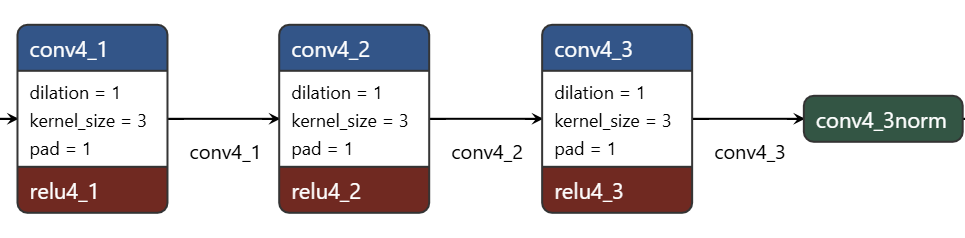 conv4_1
dilation = 1
kernel_size = 3
pad = 1
relu4_1
conv4_1
conv4_2
dilation = 1
kernel_size = 3
pad = 1
relu4_2
conv4_2
conv4_3
dilation = 1
kernel_size = 3
pad = 1
relu4_3
conv4_3
conv4_3norm